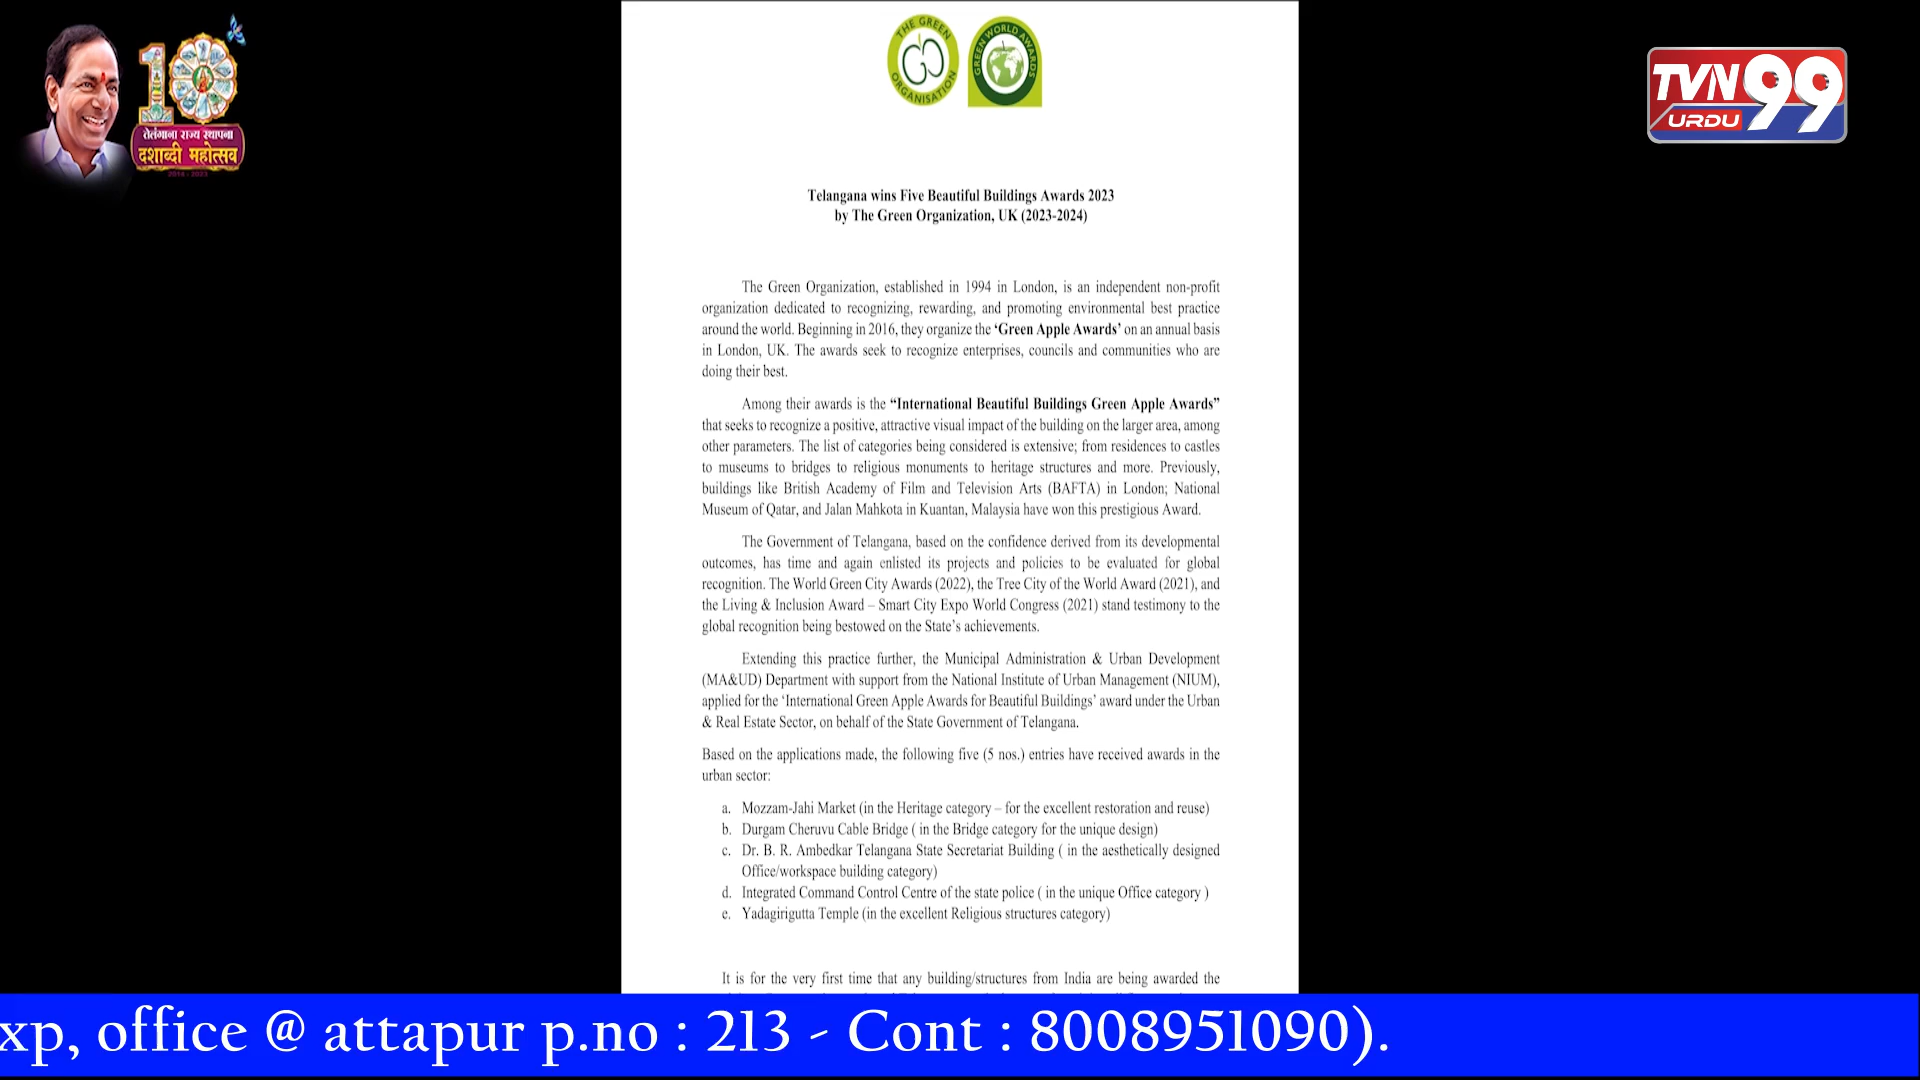 THE GREEN ORGANISATION
GREEN WORLD AWARDS
10
तेलंगाना राज्य स्थापना
दशाब्दी महोत्सव
2014 - 2023
TVN 99
URDU
Telangana wins Five Beautiful Buildings Awards 2023
by The Green Organization, UK (2023-2024)
The Green Organization, established in 1994 in London, is an independent non-profit
organization dedicated to recognizing, rewarding, and promoting environmental best practice
around the world. Beginning in 2016, they organize the ‘Green Apple Awards’ on an annual basis
in London, UK. The awards seek to recognize enterprises, councils and communities who are
doing their best.
Among their awards is the “International Beautiful Buildings Green Apple Awards”
that seeks to recognize a positive, attractive visual impact of the building on the larger area, among
other parameters. The list of categories being considered is extensive; from residences to castles
to museums to bridges to religious monuments to heritage structures and more. Previously,
buildings like British Academy of Film and Television Arts (BAFTA) in London; National
Museum of Qatar, and Jalan Mahkota in Kuantan, Malaysia have won this prestigious Award.
The Government of Telangana, based on the confidence derived from its developmental
outcomes, has time and again enlisted its projects and policies to be evaluated for global
recognition. The World Green City Awards (2022), the Tree City of the World Award (2021), and
the Living & Inclusion Award – Smart City Expo World Congress (2021) stand testimony to the
global recognition being bestowed on the State’s achievements.
Extending this practice further, the Municipal Administration & Urban Development
(MA&UD) Department with support from the National Institute of Urban Management (NIUM),
applied for the ‘International Green Apple Awards for Beautiful Buildings’ award under the Urban
& Real Estate Sector, on behalf of the State Government of Telangana.
Based on the applications made, the following five (5 nos.) entries have received awards in the
urban sector:
a. Mozzam-Jahi Market (in the Heritage category – for the excellent restoration and reuse)
b. Durgam Cheruvu Cable Bridge ( in the Bridge category for the unique design)
c. Dr. B. R. Ambedkar Telangana State Secretariat Building ( in the aesthetically designed
Office/workspace building category)
d. Integrated Command Control Centre of the state police ( in the unique Office category )
e. Yadagirigutta Temple (in the excellent Religious structures category)
It is for the very first time that any building/structures from India are being awarded the
xp, office @ attapur p.no : 213 - Cont : 8008951090).